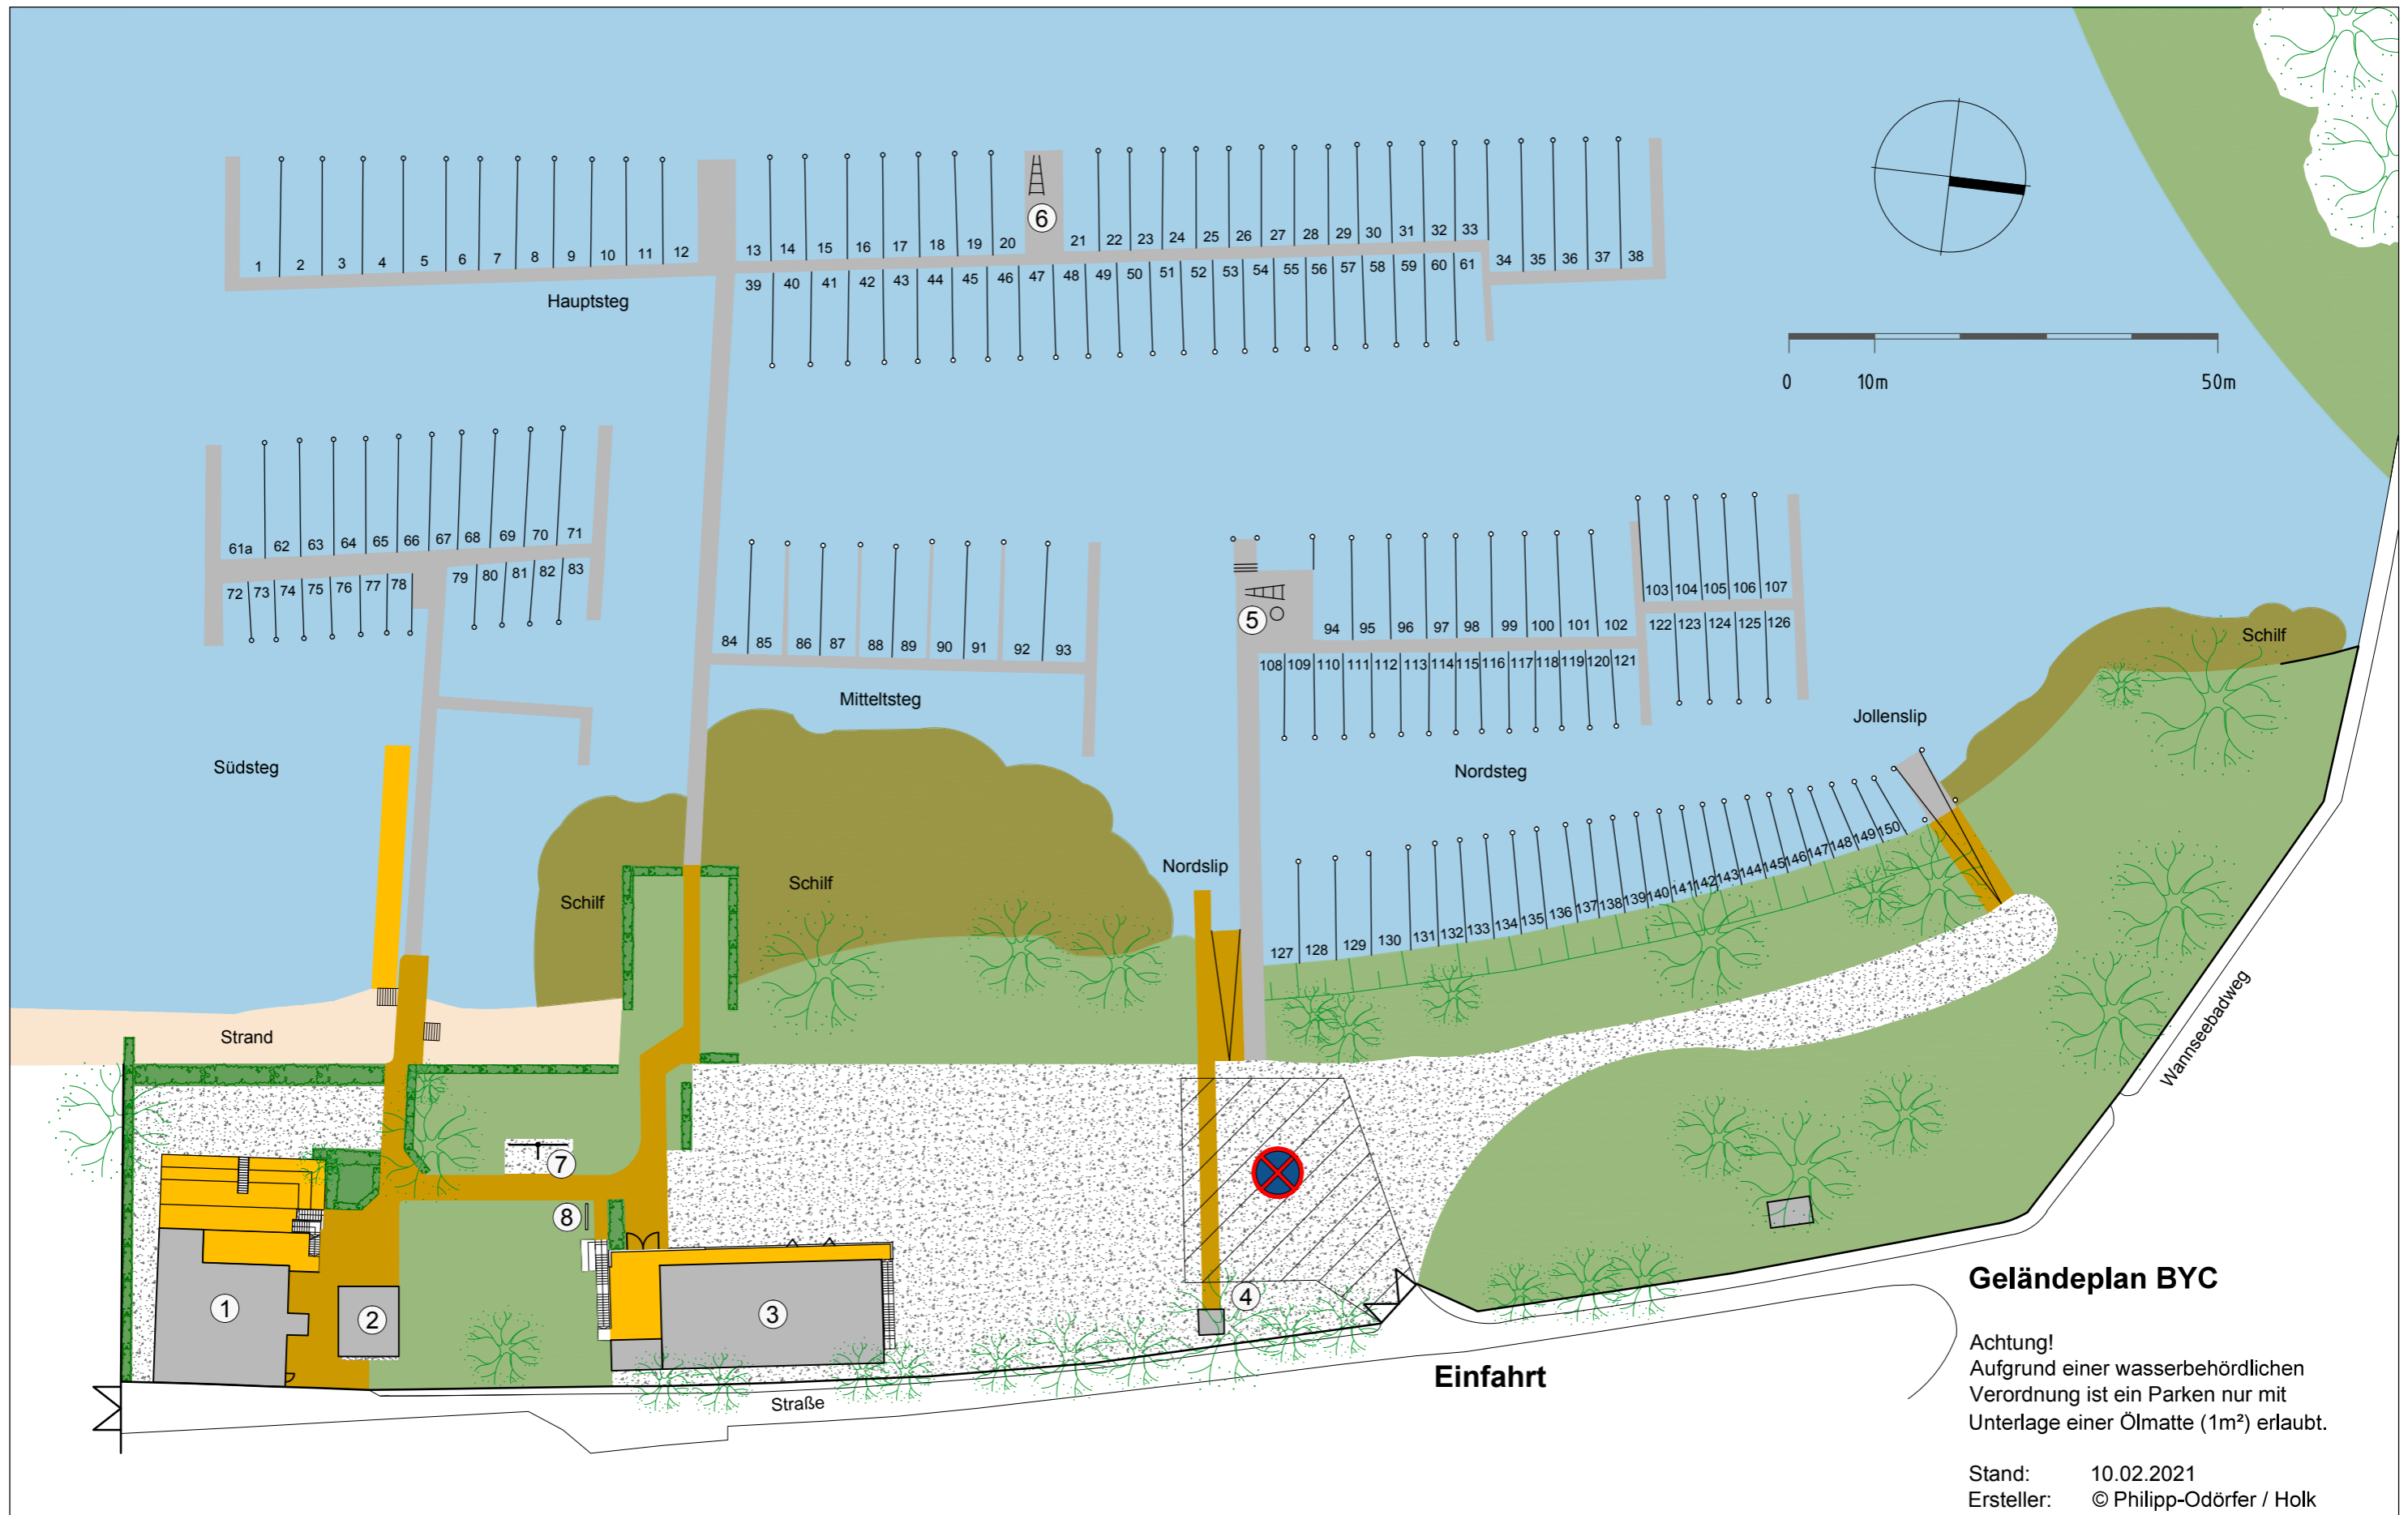 6
13 14 15 16 17 18 19 20
21 22 23 24 25 26 27 28 29 30 31 32 33
1 2 3 4 5 6 7 8 9 10 11 12
34 35 36 37 38
39 40 41 42 43 44 45 46 47 48 49 50 51 52 53 54 55 56 57 58 59 60 61
Hauptsteg
0 10m 50m
61a 62 63 64 65 66 67 68 69 70 71
72 73 74 75 76 77 78 79 80 81 82 83
84 85 86 87 88 89 90 91 92 93
Mittelsteg
5
94 95 96 97 98 99 100 101 102
103 104 105 106 107
122 123 124 125 126
108 109 110 111 112 113 114 115 116 117 118 119 120 121
Schilf
Jollenslip
Südsteg
Nordsteg
Nordslip
Schilf
Schilf
127 128 129 130 131 132 133 134 135 136 137 138 139 140 141 142 143 144 145 146 147 148 149 150
Strand
Wannseebadweg
7
8
1
2
3
4
Straße
Einfahrt
Geländeplan BYC
Achtung!
Aufgrund einer wasserbehördlichen
Verordnung ist ein Parken nur mit
Unterlage einer Ölmatte (1m²) erlaubt.
Stand: 10.02.2021
Ersteller: © Philipp-Odörfer / Holk